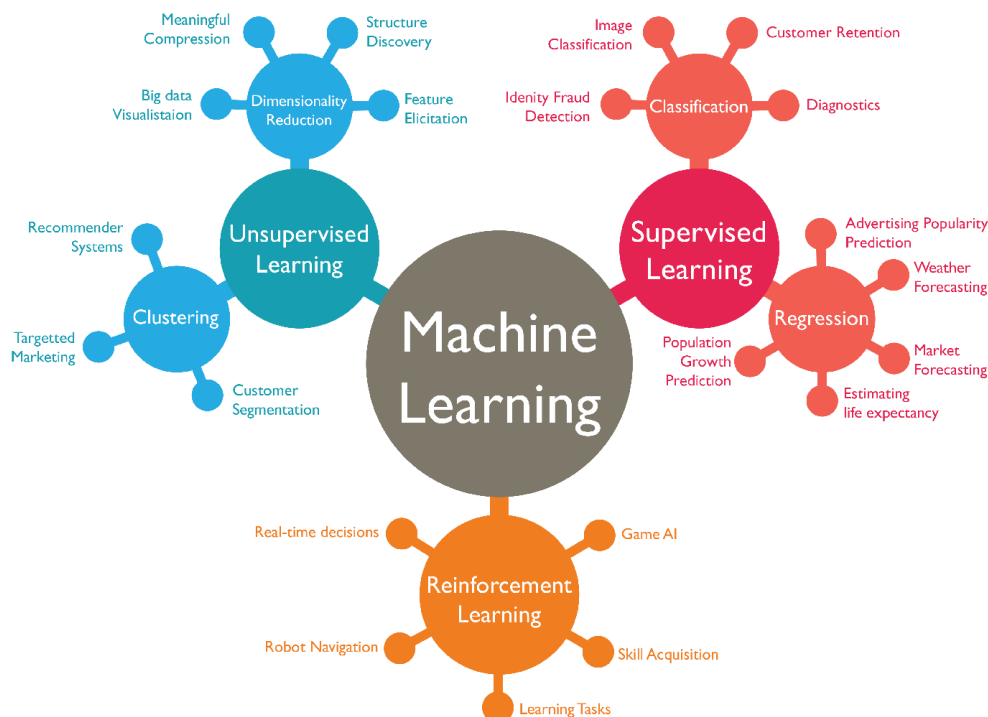 Meaningful
Compression
Structure
Discovery
Big data
Visualistaion
Dimensionality
Reduction
Feature
Elicitation
Image
Classification
Customer Retention
Idenity Fraud
Detection
Classification
Diagnostics
Recommender
Systems
Unsupervised
Learning
Supervised
Learning
Advertising Popularity
Prediction
Weather
Forecasting
Clustering
Regression
Targetted
Marketing
Customer
Segmentation
Machine
Learning
Population
Growth
Prediction
Market
Forecasting
Estimating
life expectancy
Real-time decisions
Game AI
Reinforcement
Learning
Robot Navigation
Skill Acquisition
Learning Tasks